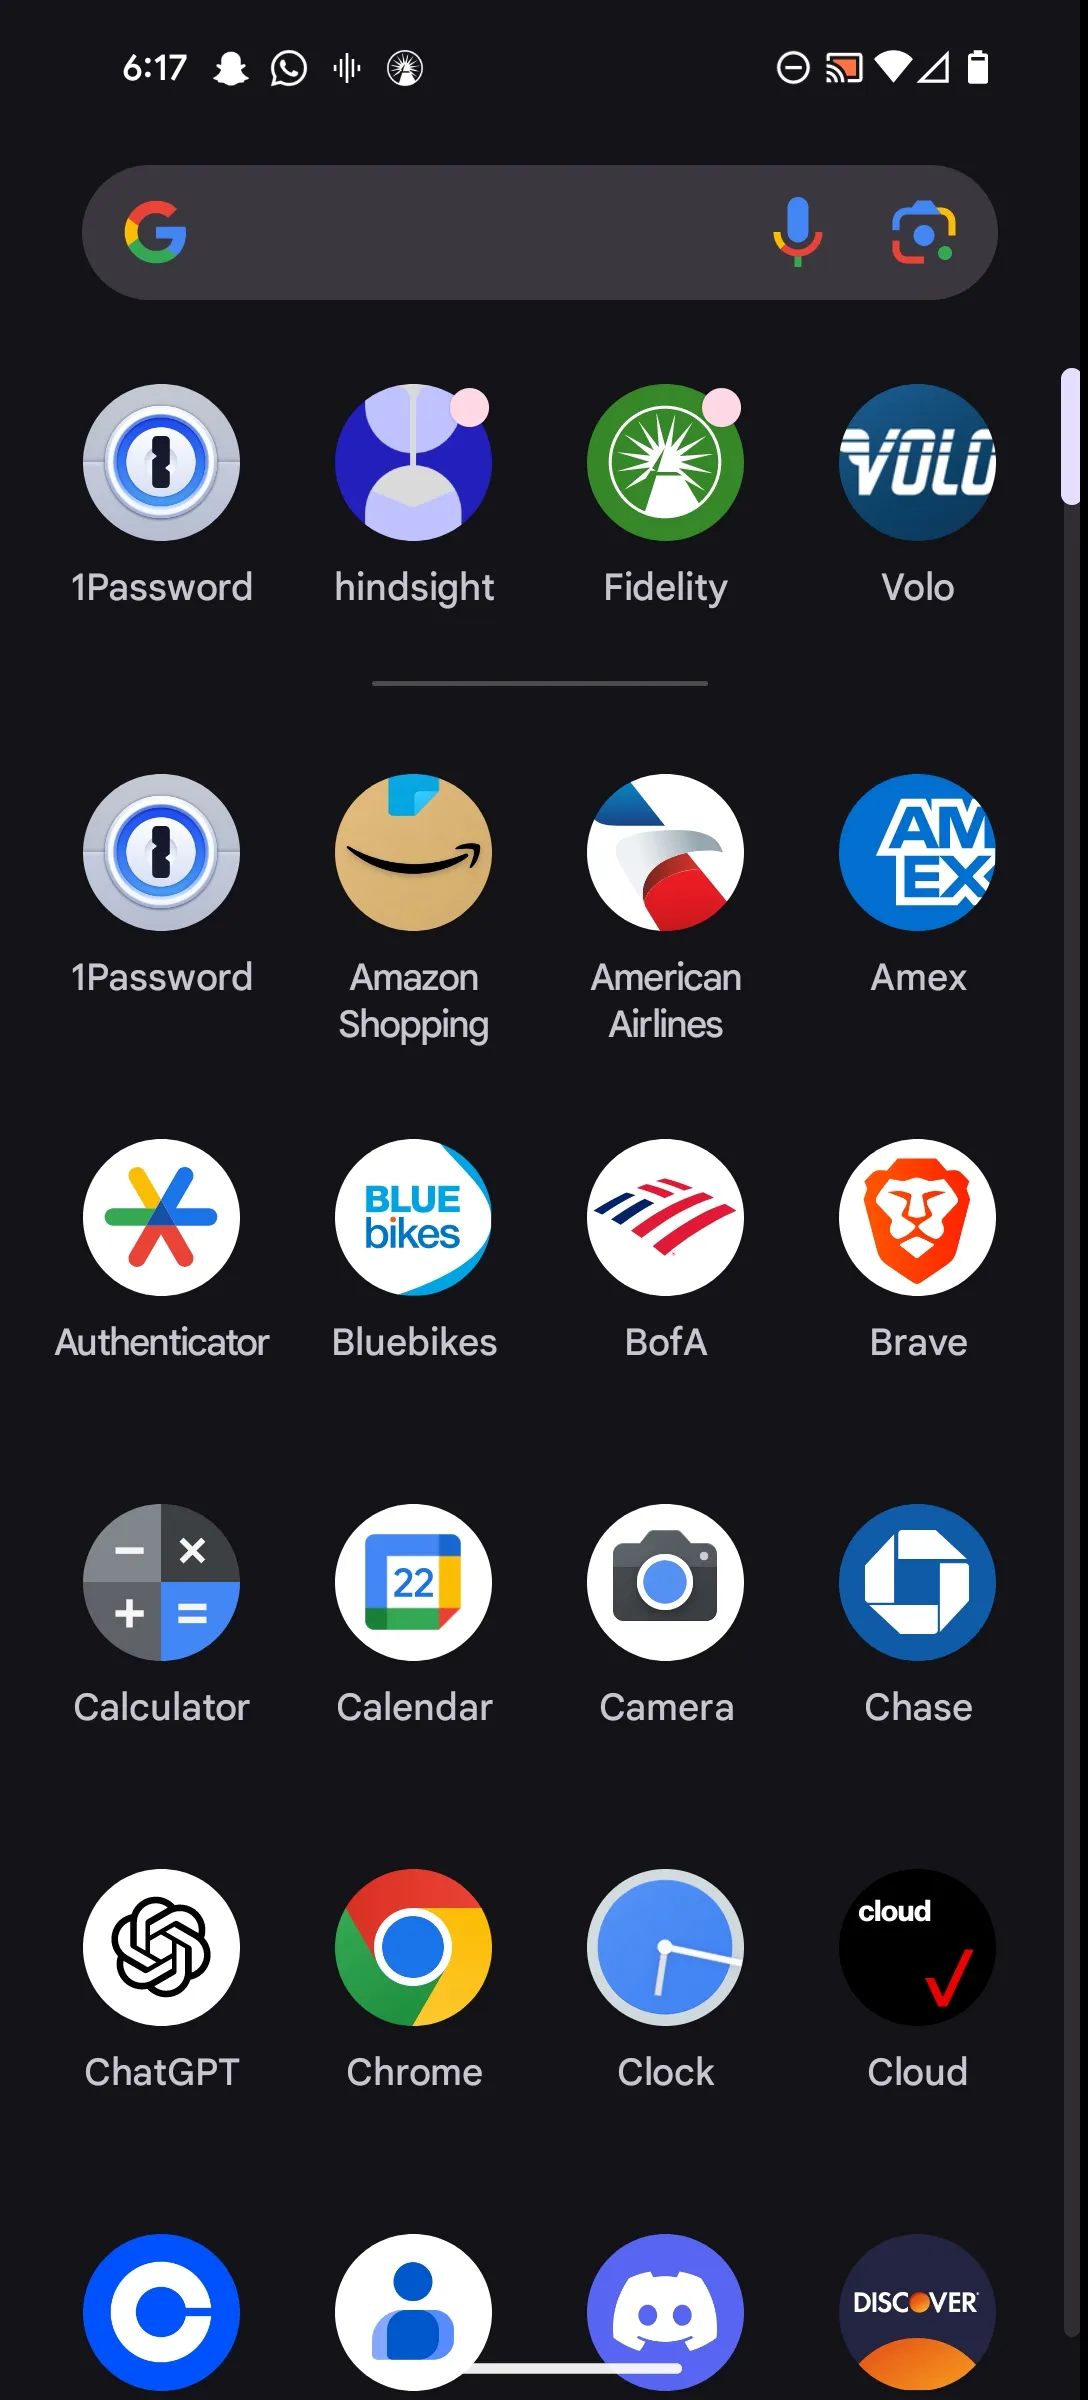 6:17
VOLO
1Password
hindsight
Fidelity
Volo
AM
EX
1Password
Amazon
Shopping
American
Airlines
Amex
BLUE
bikes
Authenticator
Bluebikes
BofA
Brave
22
Calculator
Calendar
Camera
Chase
cloud
ChatGPT
Chrome
Clock
Cloud
DISCOVER